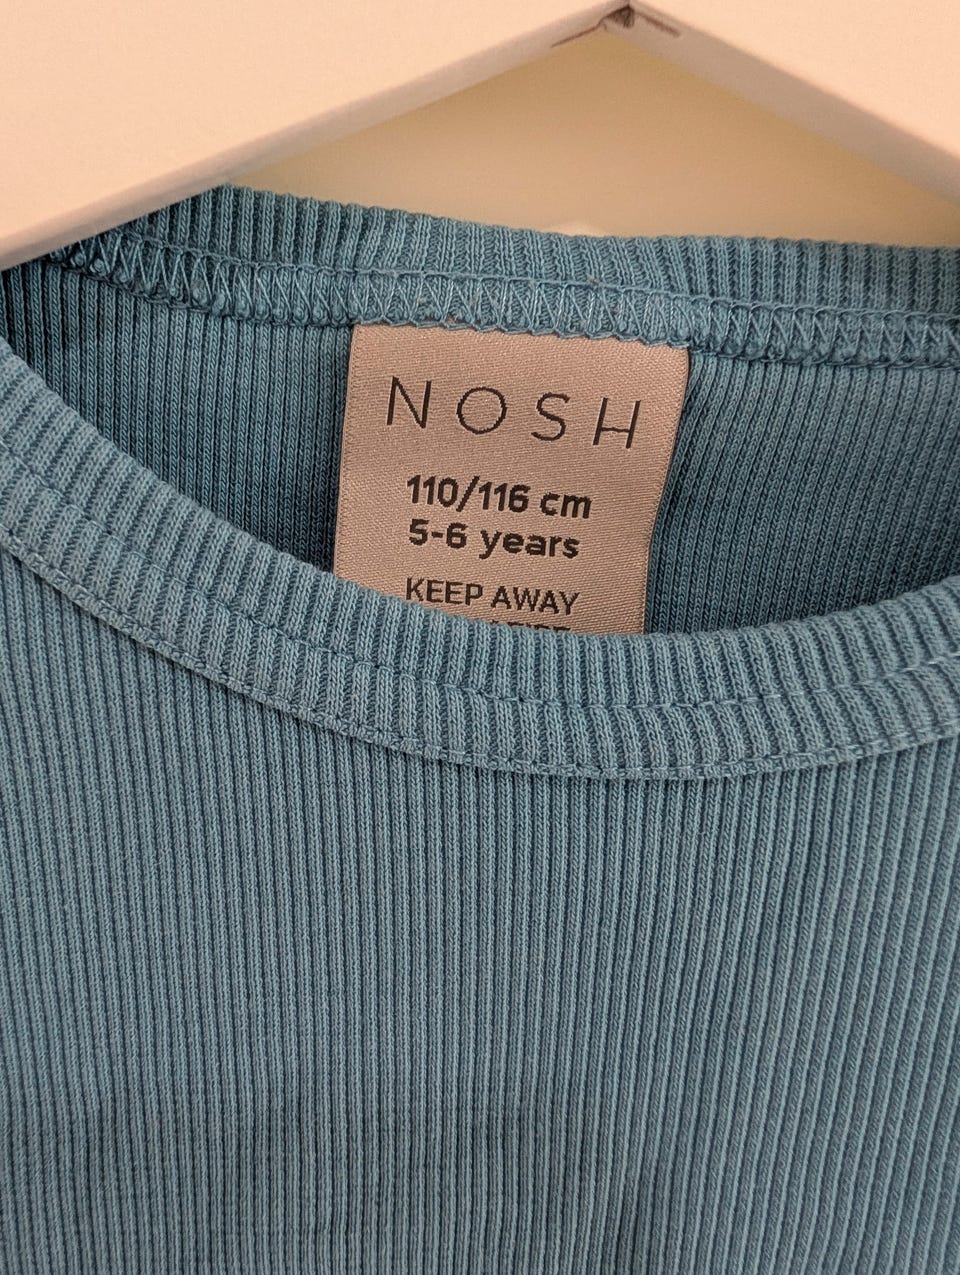 NOSH
110/116 cm
5-6 years
KEEP AWAY